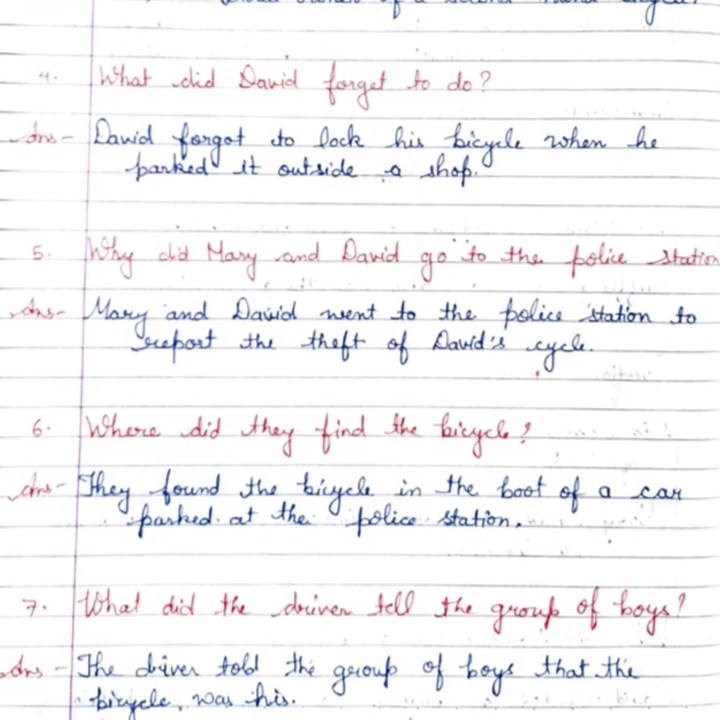 of a second hand
4. What did David forget to do?
Ans- David forgot to lock his bicycle when he
parked it outside a shop.
5. Why did Mary and David go to the police station
Ans- Mary and David went to the police station to
report the theft of David's cycle.
6. Where did they find the bicycle?
Ans- They found the bicycle in the boot of a car
parked at the police station.
7. What did the driver tell the group of boys?
Ans- The driver told the group of boys that the
bicycle was his.